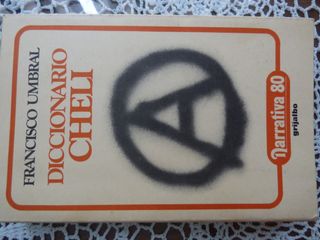 FRANCISCO UMBRAL
DICCIONARIO
CHELI
A
Narrativa 80
grijalbo